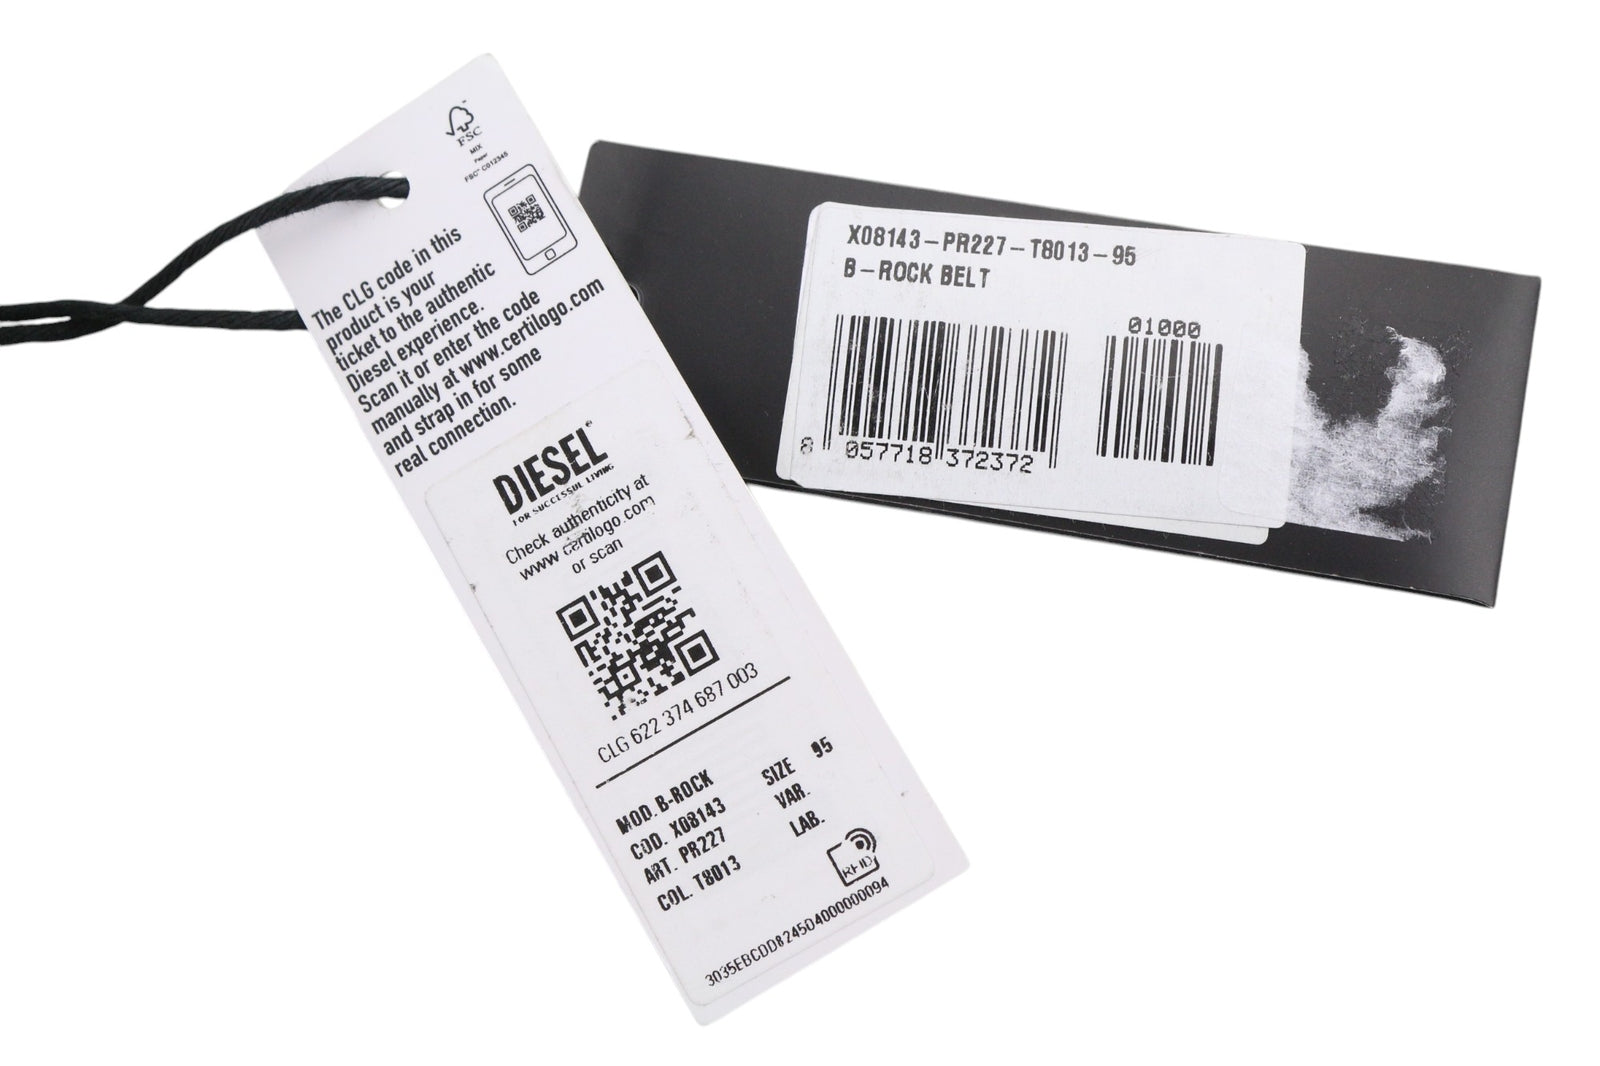 FSC
MIX
Paper
FSC™ C012345
The CLG code in this
product is your
ticket to the authentic
Diesel experience.
Scan it or enter the code
manually at www.certilogo.com
and strap in for some
real connection.
DIESEL®
FOR SUCCESSFUL LIVING
Check authenticity at
www.certilogo.com
or scan
CLG 622 374 687 003
MOD. B-ROCK SIZE 95
COD. X08143 VAR.
ART. PR227 LAB.
COL. T8013
RFID
3035EBCDD8245D4000000094
X08143-PR227-T8013-95
B-ROCK BELT
01000
8 057718 372372